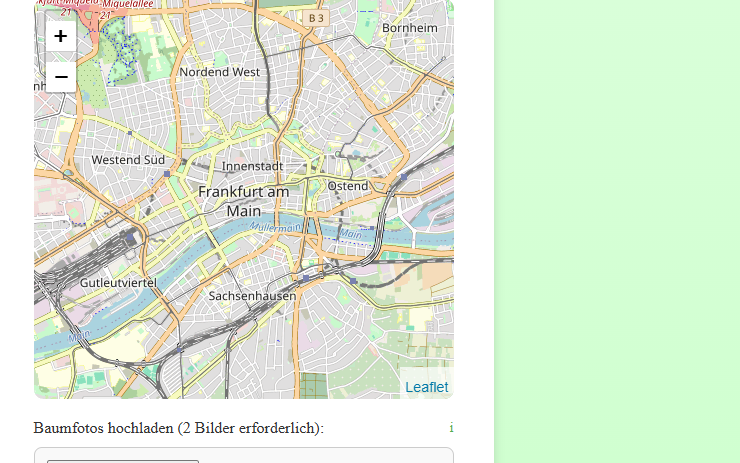 Miquelallee
21
21
+
B 3
Bornheim
−
Nordend West
Westend Süd
Innenstadt
Ostend
Frankfurt am
Main
Main
Gutleutviertel
Sachsenhausen
Main
Leaflet
Baumfotos hochladen (2 Bilder erforderlich):
i